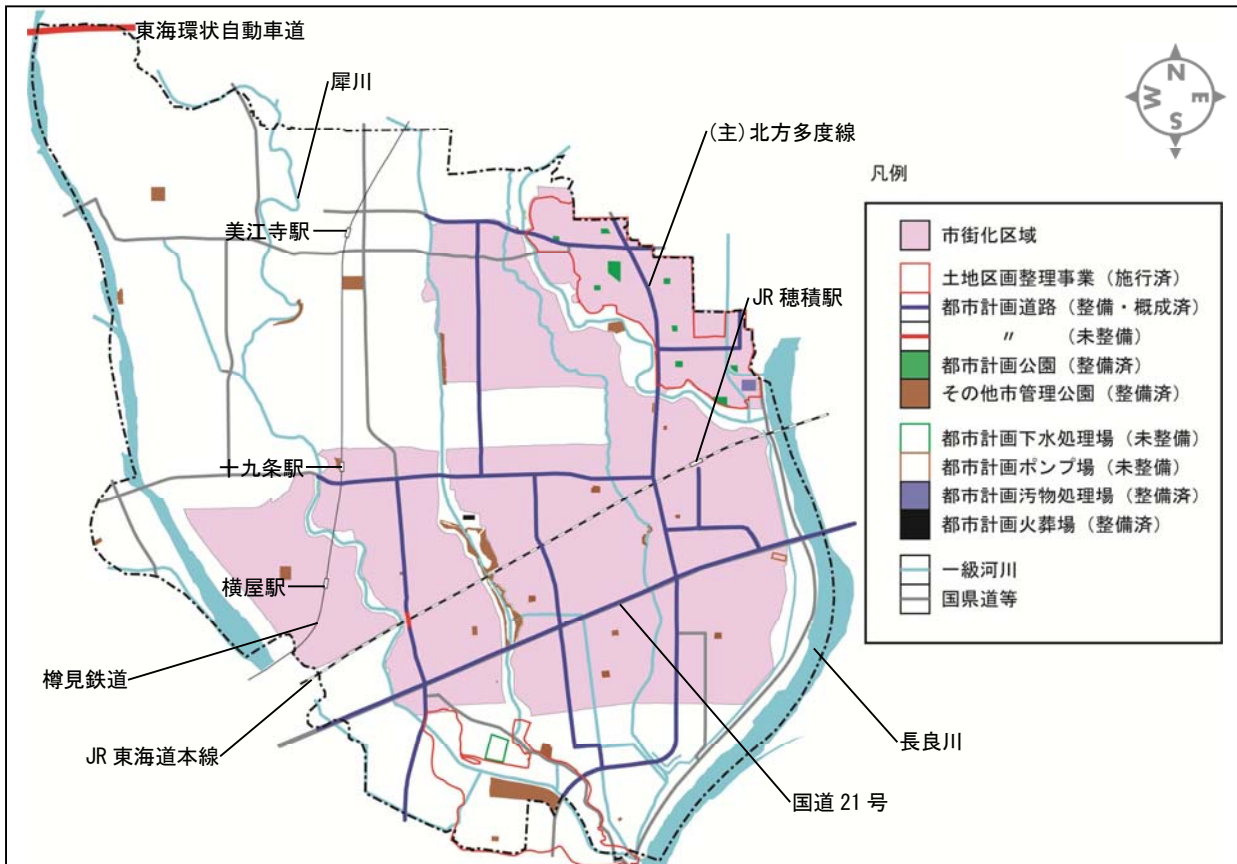 東海環状自動車道
犀川
(主)北方多度線
N
W
E
S
凡例
美江寺駅
JR 穂積駅
市街化区域
土地区画整理事業（施行済）
都市計画道路（整備・概成済）
〃　（未整備）
都市計画公園（整備済）
その他市管理公園（整備済）
都市計画下水処理場（未整備）
都市計画ポンプ場（未整備）
都市計画汚物処理場（整備済）
都市計画火葬場（整備済）
一級河川
国県道等
十九条駅
横屋駅
樽見鉄道
JR 東海道本線
長良川
国道 21 号